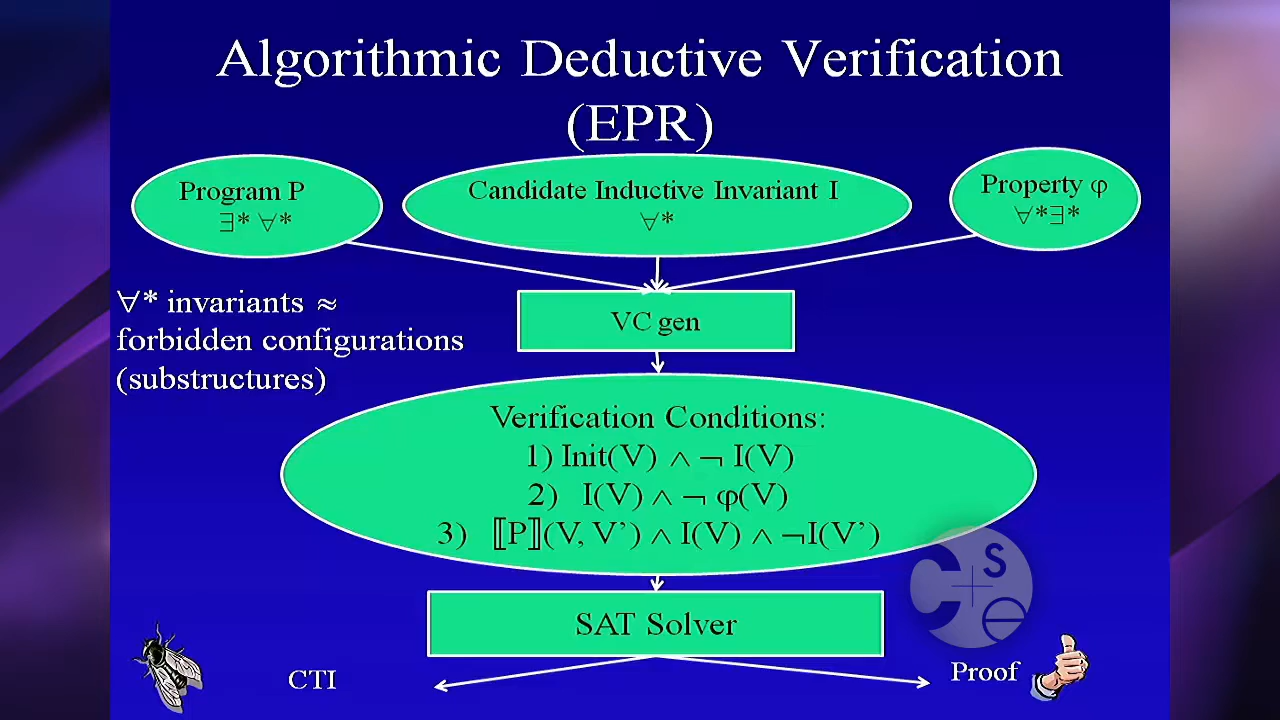 Algorithmic Deductive Verification
(EPR)
Program P
∃* ∀*
Candidate Inductive Invariant I
∀*
Property φ
∀*∃*
∀* invariants ≈
forbidden configurations
(substructures)
VC gen
Verification Conditions:
1) Init(V) ∧ ¬ I(V)
2) I(V) ∧ ¬ φ(V)
3) ⟦P⟧(V, V’) ∧ I(V) ∧ ¬I(V’)
SAT Solver
CTI
Proof
C+se